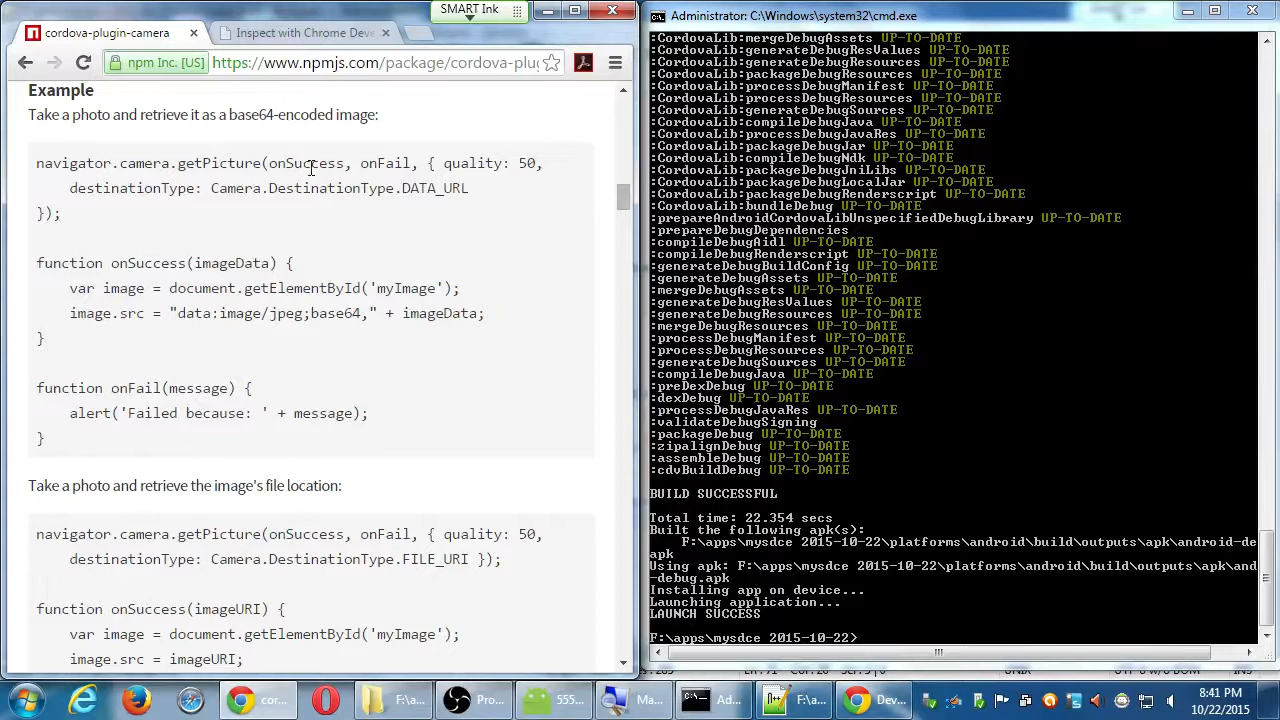 SMART Ink
cordova-plugin-camera
Inspect with Chrome Deve
npm Inc. [US]
https://www.npmjs.com/package/cordova-plug
Example
Take a photo and retrieve it as a base64-encoded image:
navigator.camera.getPicture(onSuccess, onFail, { quality: 50,
destinationType: Camera.DestinationType.DATA_URL
});
function onSuccess(imageData) {
var image = document.getElementById('myImage');
image.src = "data:image/jpeg;base64," + imageData;
}
function onFail(message) {
alert('Failed because: ' + message);
}
Take a photo and retrieve the image's file location:
navigator.camera.getPicture(onSuccess, onFail, { quality: 50,
destinationType: Camera.DestinationType.FILE_URI });
function onSuccess(imageURI) {
var image = document.getElementById('myImage');
image.src = imageURI;
Administrator: C:\Windows\system32\cmd.exe
:CordovaLib:mergeDebugAssets UP-TO-DATE
:CordovaLib:generateDebugResValues UP-TO-DATE
:CordovaLib:generateDebugResources UP-TO-DATE
:CordovaLib:packageDebugResources UP-TO-DATE
:CordovaLib:processDebugManifest UP-TO-DATE
:CordovaLib:processDebugResources UP-TO-DATE
:CordovaLib:generateDebugSources UP-TO-DATE
:CordovaLib:compileDebugJava UP-TO-DATE
:CordovaLib:processDebugJavaRes UP-TO-DATE
:CordovaLib:packageDebugJar UP-TO-DATE
:CordovaLib:compileDebugNdk UP-TO-DATE
:CordovaLib:packageDebugJniLibs UP-TO-DATE
:CordovaLib:packageDebugLocalJar UP-TO-DATE
:CordovaLib:packageDebugRenderscript UP-TO-DATE
:CordovaLib:bundleDebug UP-TO-DATE
:prepareAndroidCordovaLibUnspecifiedDebugLibrary UP-TO-DATE
:prepareDebugDependencies
:compileDebugAidl UP-TO-DATE
:compileDebugRenderscript UP-TO-DATE
:generateDebugBuildConfig UP-TO-DATE
:generateDebugAssets UP-TO-DATE
:mergeDebugAssets UP-TO-DATE
:generateDebugResValues UP-TO-DATE
:generateDebugResources UP-TO-DATE
:mergeDebugResources UP-TO-DATE
:processDebugManifest UP-TO-DATE
:processDebugResources UP-TO-DATE
:generateDebugSources UP-TO-DATE
:compileDebugJava UP-TO-DATE
:preDexDebug UP-TO-DATE
:dexDebug UP-TO-DATE
:processDebugJavaRes UP-TO-DATE
:validateDebugSigning
:packageDebug UP-TO-DATE
:zipalignDebug UP-TO-DATE
:assembleDebug UP-TO-DATE
:cdvBuildDebug UP-TO-DATE
BUILD SUCCESSFUL
Total time: 22.354 secs
Built the following apk(s):
F:\apps\mysdce 2015-10-22\platforms\android\build\outputs\apk\android-de
apk
Using apk: F:\apps\mysdce 2015-10-22\platforms\android\build\outputs\apk\and
-debug.apk
Installing app on device...
Launching application...
LAUNCH SUCCESS
F:\apps\mysdce 2015-10-22>
cor...
F:\a...
Pro...
555...
Ma...
Ad...
F:\a...
Dev...
8:41 PM
10/22/2015